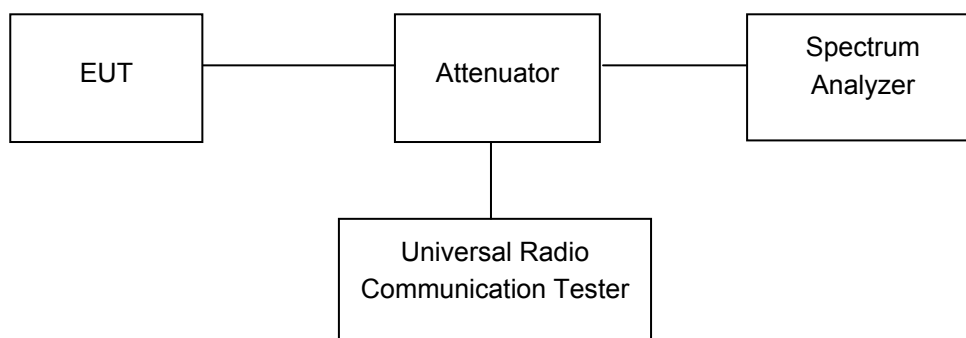 EUT
Attenuator
Spectrum
Analyzer
Universal Radio
Communication Tester